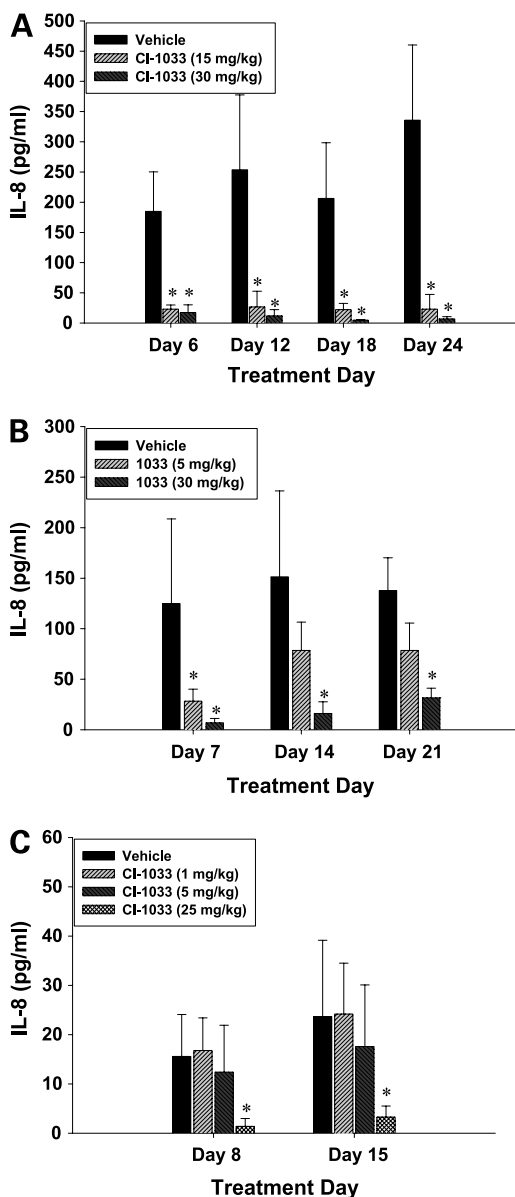 A
500
450
400
350
300
250
200
150
100
50
0
IL-8 (pg/ml)
Vehicle
CI-1033 (15 mg/kg)
CI-1033 (30 mg/kg)
* * * * * * * *
Day 6 Day 12 Day 18 Day 24
Treatment Day
B
300
250
200
150
100
50
0
IL-8 (pg/ml)
Vehicle
1033 (5 mg/kg)
1033 (30 mg/kg)
* * * *
Day 7 Day 14 Day 21
Treatment Day
C
60
50
40
30
20
10
0
IL-8 (pg/ml)
Vehicle
CI-1033 (1 mg/kg)
CI-1033 (5 mg/kg)
CI-1033 (25 mg/kg)
* *
Day 8 Day 15
Treatment Day